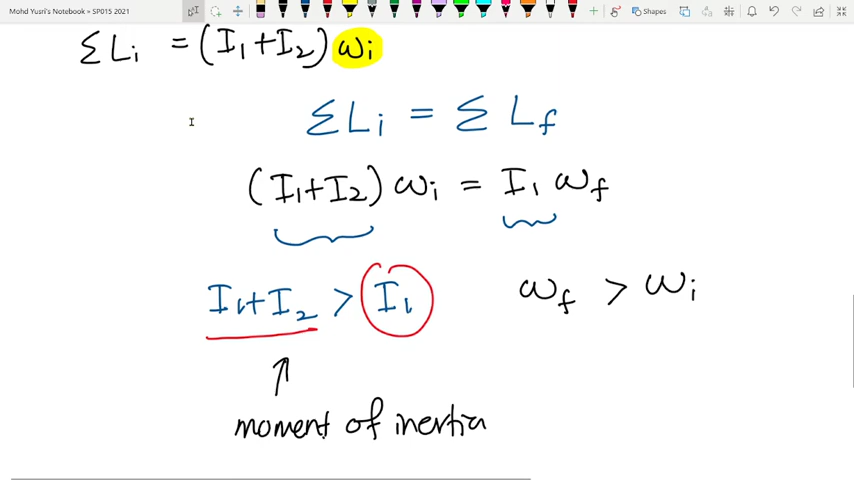 Mohd Yusri's Notebook - SP015 2021
Shapes
ΣLi = (I1+I2) ωi
ΣLi = ΣLf
(I1+I2) ωi = I1 ωf
I1+I2 > I1
ωf > ωi
moment of inertia